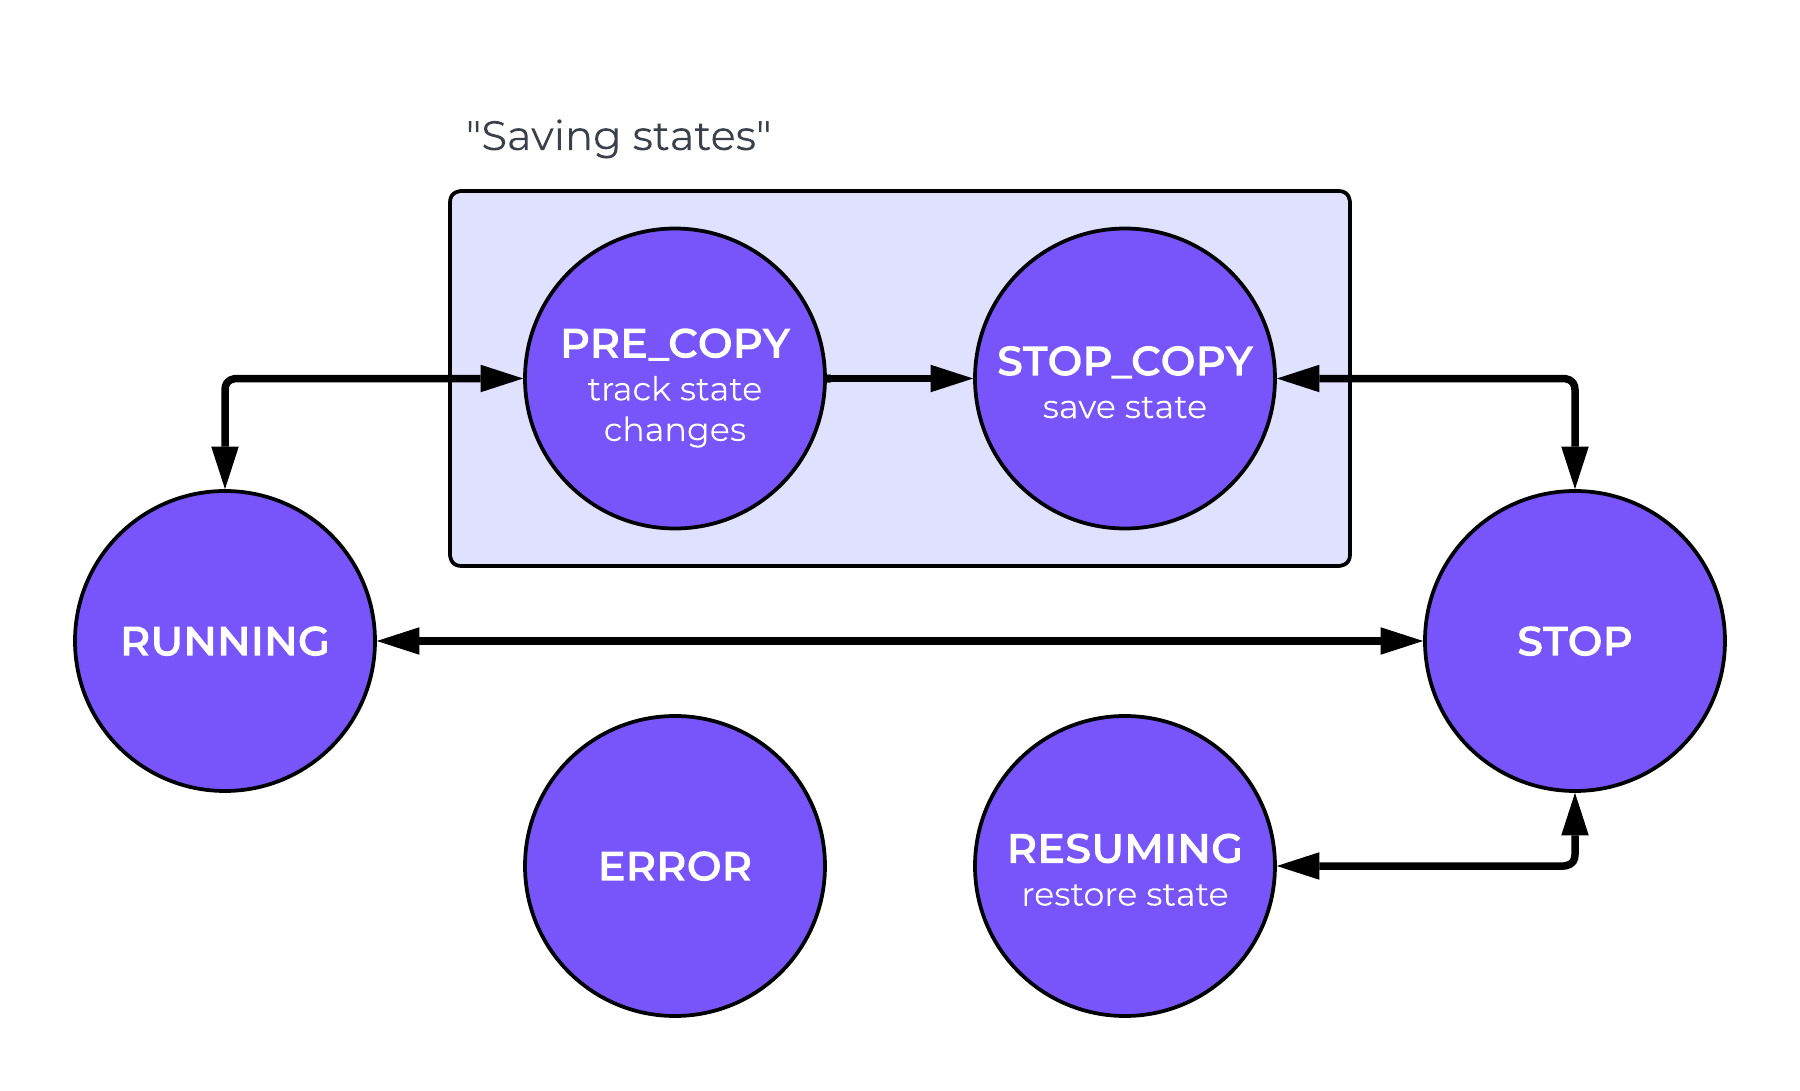 "Saving states"
PRE_COPY
track state
changes
STOP_COPY
save state
RUNNING
STOP
ERROR
RESUMING
restore state